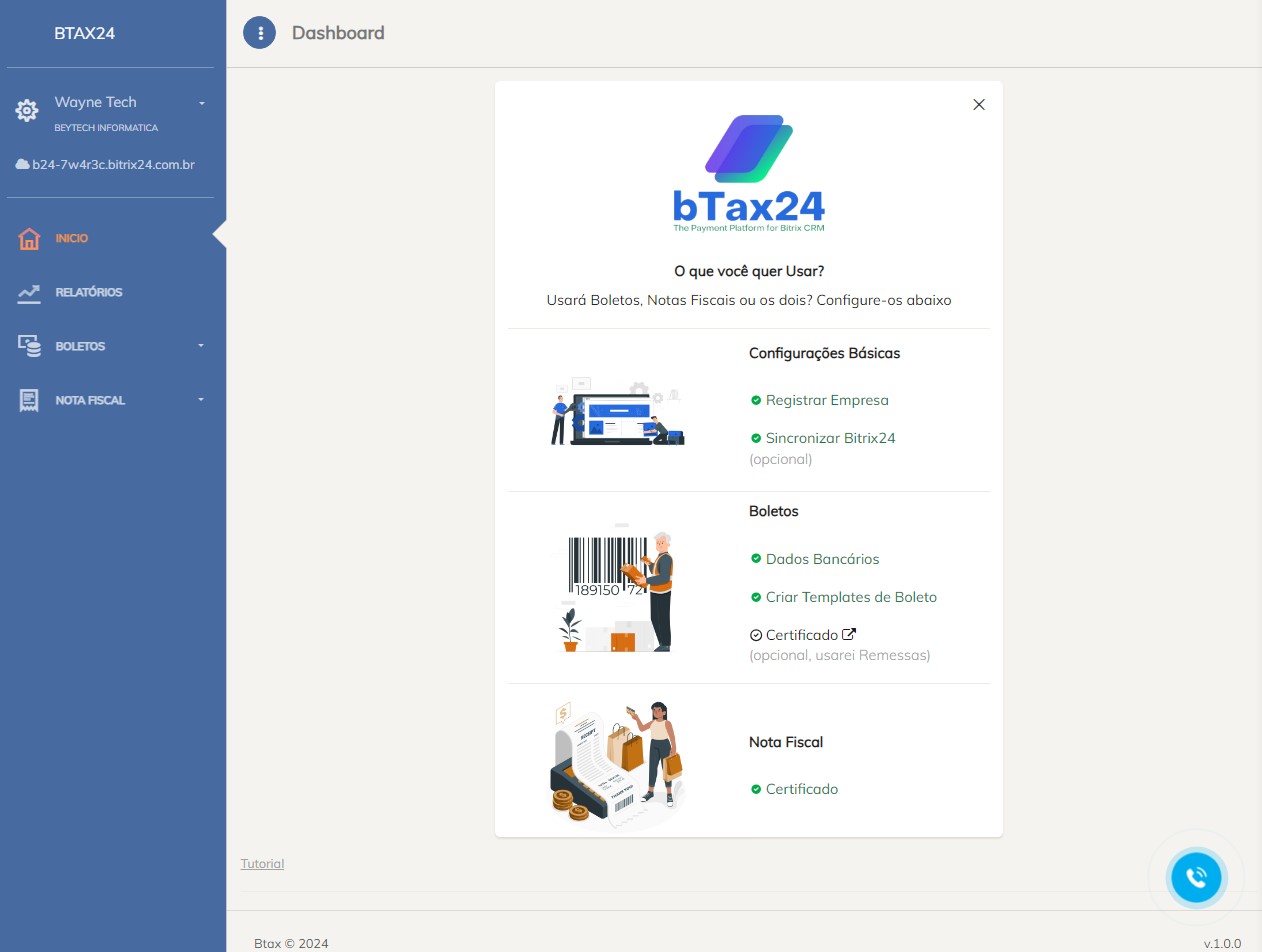 BTAX24
Dashboard
Wayne Tech
BEYTECH INFORMATICA
b24-7w4r3c.bitrix24.com.br
INICIO
RELATÓRIOS
BOLETOS
NOTA FISCAL
bTax24
The Payment Platform for Bitrix CRM
O que você quer Usar?
Usará Boletos, Notas Fiscais ou os dois? Configure-os abaixo
Configurações Básicas
Registrar Empresa
Sincronizar Bitrix24
(opcional)
189150 72
Boletos
Dados Bancários
Criar Templates de Boleto
Certificado
(opcional, usarei Remessas)
$
RECEIPT
THANK YOU
Nota Fiscal
Certificado
Tutorial
Btax © 2024
v.1.0.0